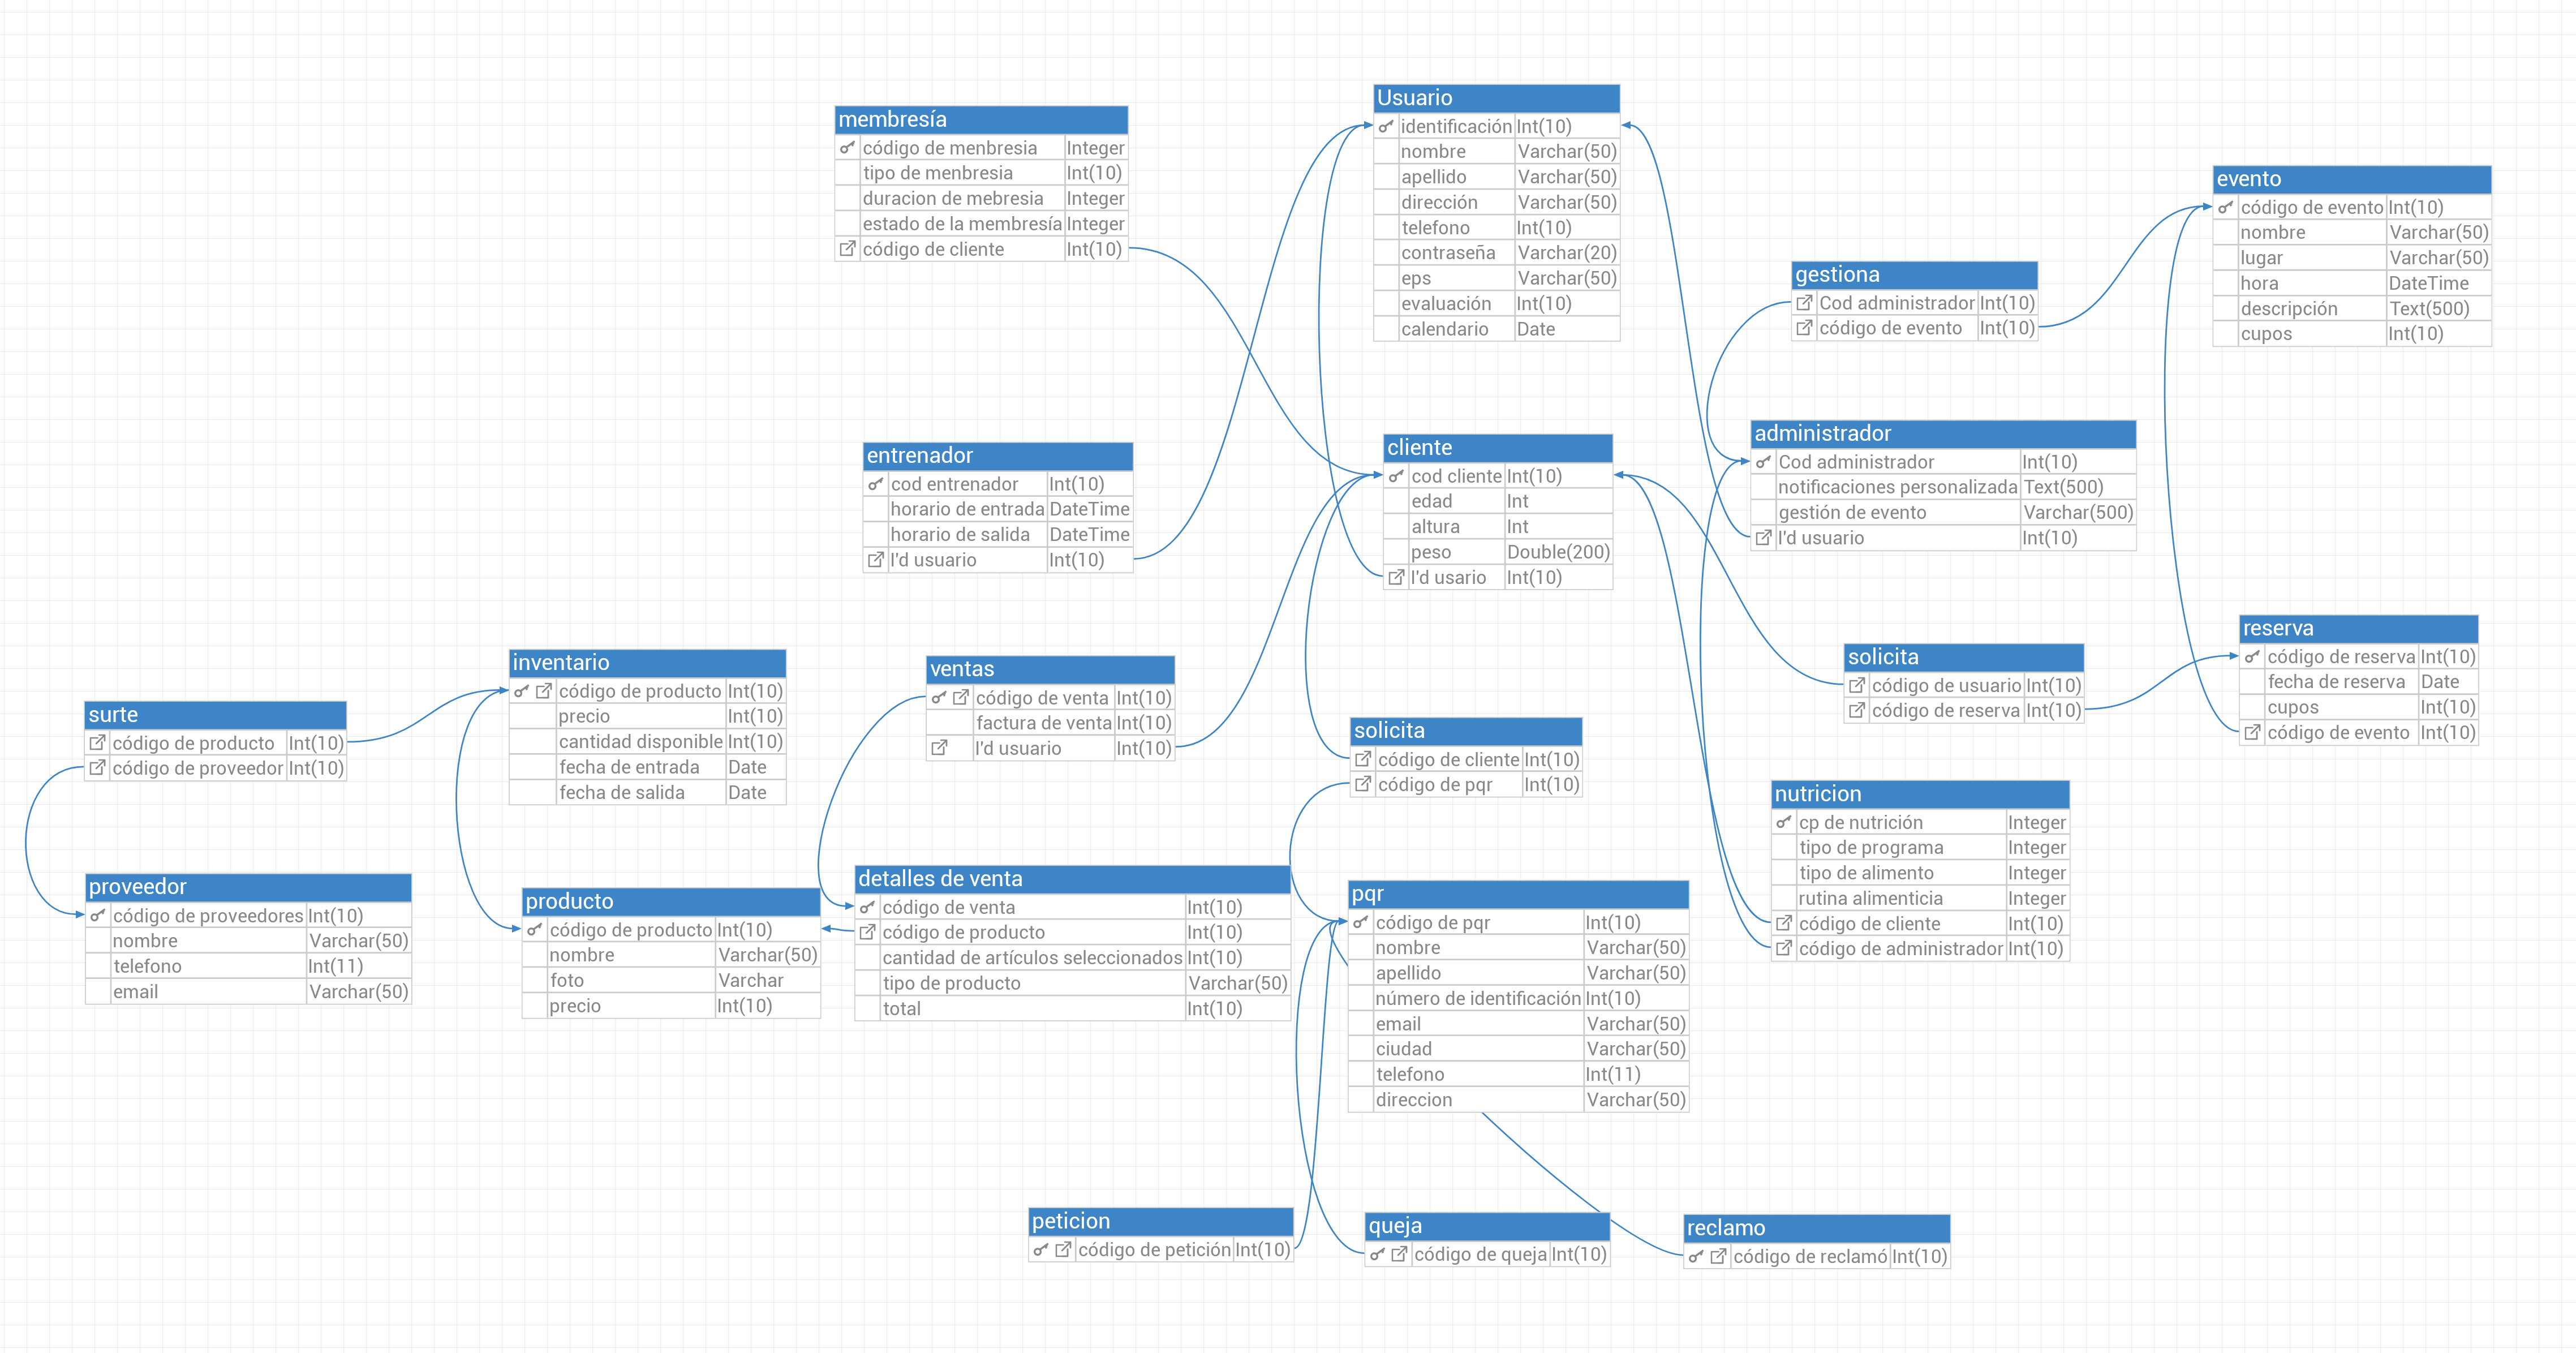 membresía
código de menbresia Integer
tipo de menbresia Int(10)
duracion de mebresia Integer
estado de la membresía Integer
código de cliente Int(10)
Usuario
identificación Int(10)
nombre Varchar(50)
apellido Varchar(50)
dirección Varchar(50)
telefono Int(10)
contraseña Varchar(20)
eps Varchar(50)
evaluación Int(10)
calendario Date
evento
código de evento Int(10)
nombre Varchar(50)
lugar Varchar(50)
hora DateTime
descripción Text(500)
cupos Int(10)
gestiona
Cod administrador Int(10)
código de evento Int(10)
entrenador
cod entrenador Int(10)
horario de entrada DateTime
horario de salida DateTime
I'd usuario Int(10)
cliente
cod cliente Int(10)
edad Int
altura Int
peso Double(200)
I'd usario Int(10)
administrador
Cod administrador Int(10)
notificaciones personalizada Text(500)
gestión de evento Varchar(500)
I'd usuario Int(10)
surte
código de producto Int(10)
código de proveedor Int(10)
inventario
código de producto Int(10)
precio Int(10)
cantidad disponible Int(10)
fecha de entrada Date
fecha de salida Date
ventas
código de venta Int(10)
factura de venta Int(10)
I'd usuario Int(10)
solicita
código de cliente Int(10)
código de pqr Int(10)
solicita
código de usuario Int(10)
código de reserva Int(10)
reserva
código de reserva Int(10)
fecha de reserva Date
cupos Int(10)
código de evento Int(10)
nutricion
cp de nutrición Integer
tipo de programa Integer
tipo de alimento Integer
rutina alimenticia Integer
código de cliente Int(10)
código de administrador Int(10)
proveedor
código de proveedores Int(10)
nombre Varchar(50)
telefono Int(11)
email Varchar(50)
producto
código de producto Int(10)
nombre Varchar(50)
foto Varchar
precio Int(10)
detalles de venta
código de venta Int(10)
código de producto Int(10)
cantidad de artículos seleccionados Int(10)
tipo de producto Varchar(50)
total Int(10)
pqr
código de pqr Int(10)
nombre Varchar(50)
apellido Varchar(50)
número de identificación Int(10)
email Varchar(50)
ciudad Varchar(50)
telefono Int(11)
direccion Varchar(50)
peticion
código de petición Int(10)
queja
código de queja Int(10)
reclamo
código de reclamó Int(10)